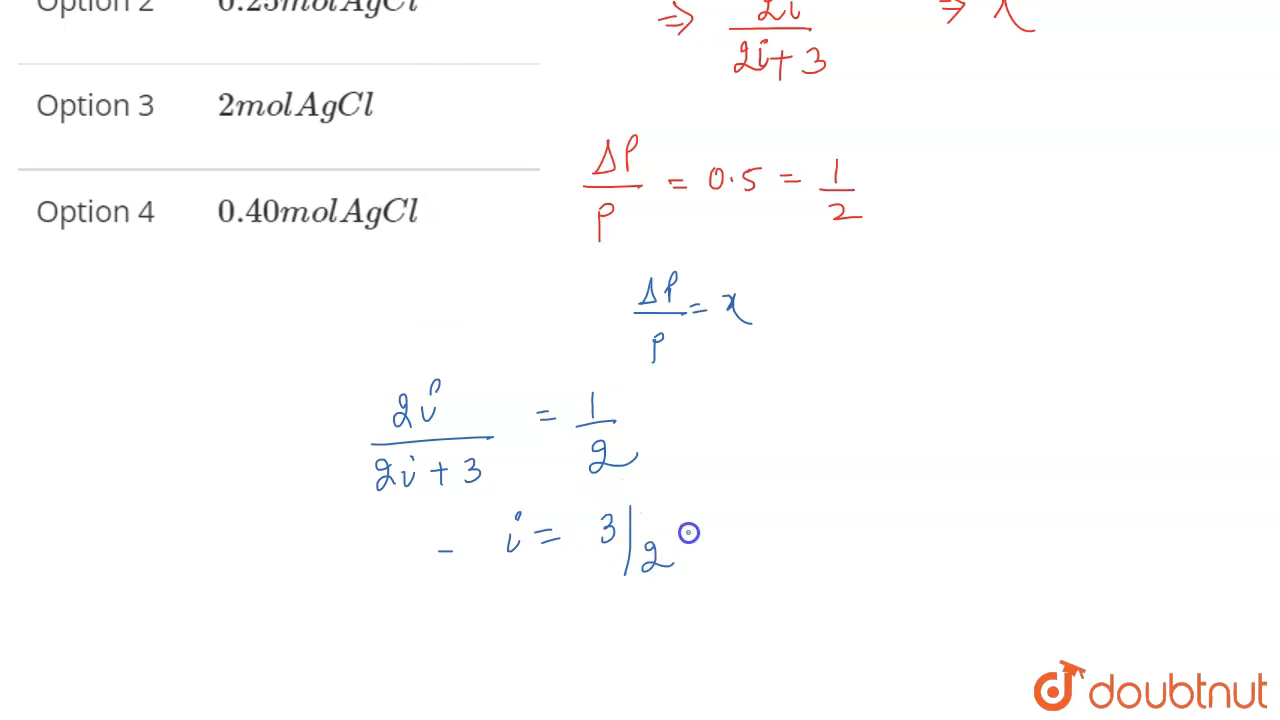 Option 2 0.25molAgCl
⇒ 2i / 2i + 3 ⇒ x
Option 3 2molAgCl
ΔP / P = 0.5 = 1 / 2
Option 4 0.40molAgCl
ΔP / P = x
2i / 2i + 3 = 1 / 2
- i = 3 | 2
doubtnut